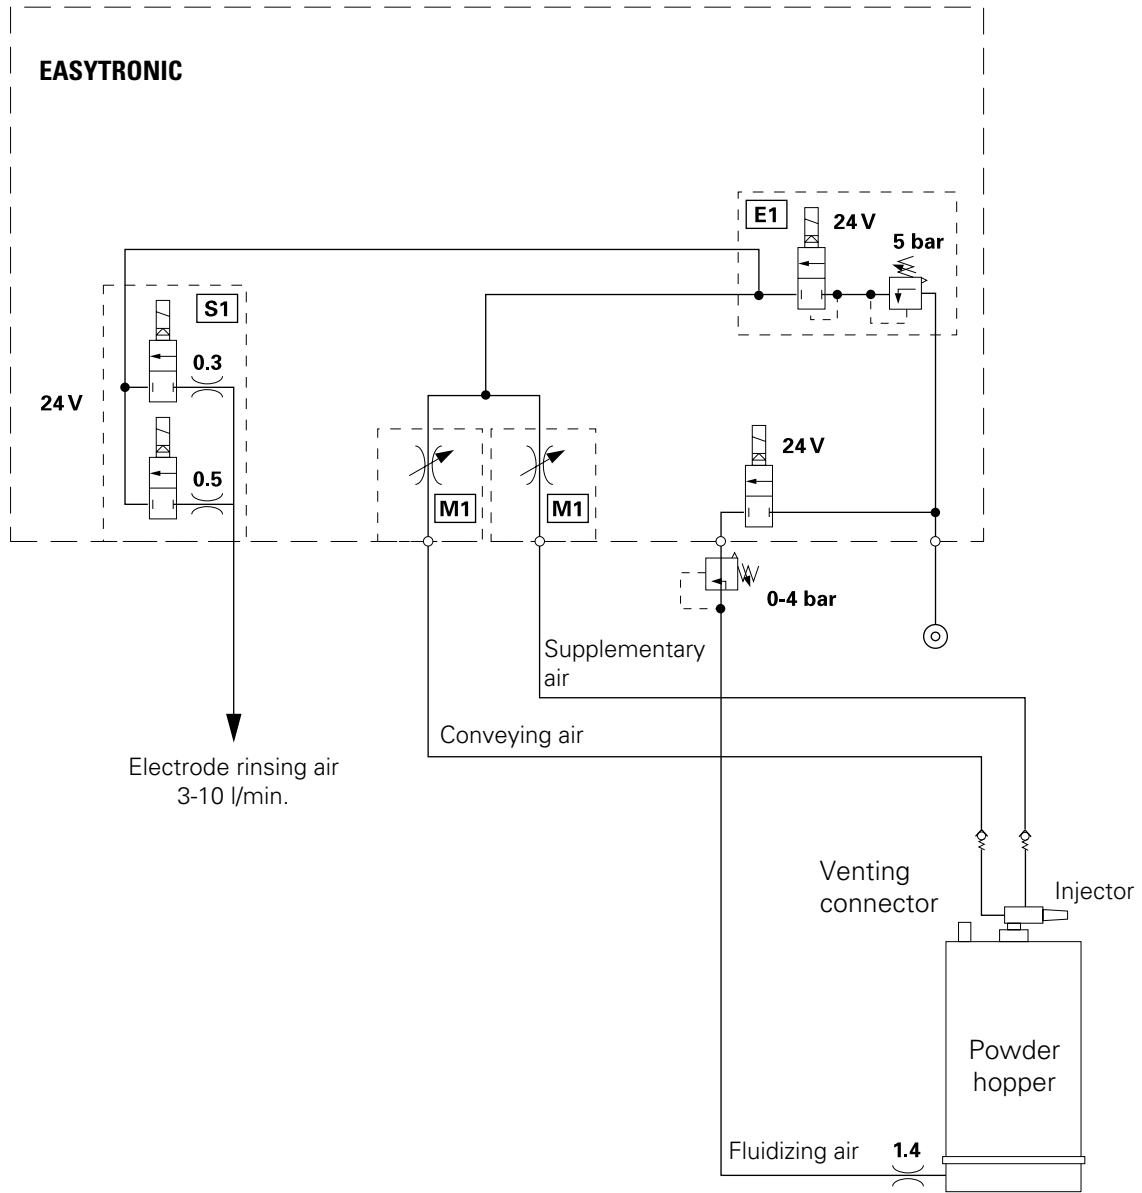 EASYTRONIC
E1
24 V
5 bar
S1
0.3
24 V
0.5
24 V
M1
M1
0-4 bar
Supplementary
air
Conveying air
Electrode rinsing air
3-10 l/min.
Venting
connector
Injector
Powder
hopper
Fluidizing air
1.4